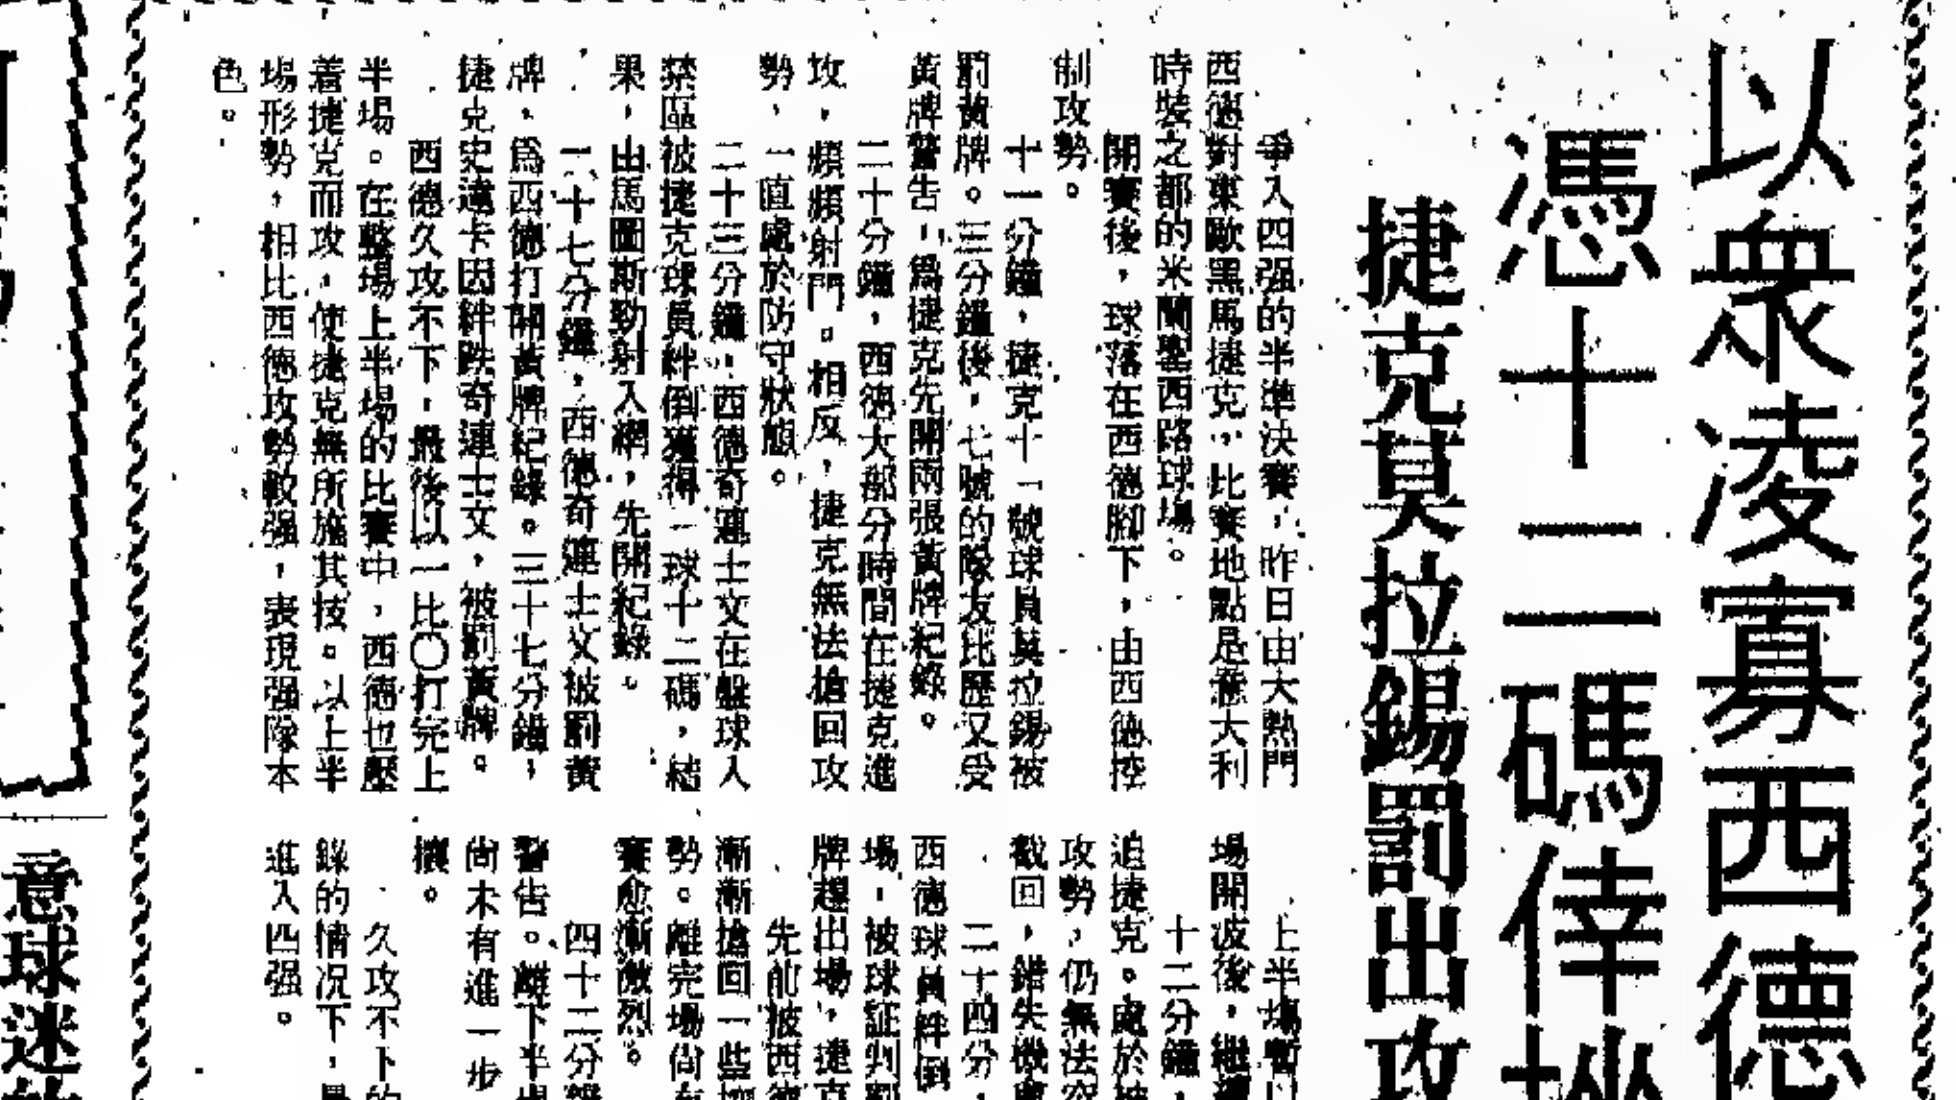 以衆凌寡西德
憑十二碼倖挫
捷克莫拉錫罰出攻
爭入四强的半準決賽，昨日由大熱門
西德對東歐黑馬捷克，比賽地點是意大利
時裝之都的米蘭聖西路球場。
開賽後，球落在西德腳下，由西德控
制攻勢。
十一分鐘，捷克十一號球員莫拉錫被
罰黃牌。三分鐘後，七號的隊友比歷又受
黃牌警告，爲捷克先開兩張黃牌紀錄。
二十分鐘，西德大部分時間在捷克進
攻，頻頻射門。相反，捷克無法搶回攻
勢，一直處於防守狀態。
二十三分鐘，西德奇連士文在盤球入
禁區被捷克球員絆倒獲得一球十二碼，結
果，由馬圖斯勁射入網，先開紀錄。
二十七分鐘，西德奇連士文被罰黃
牌，爲西德打開黃牌紀錄。三十七分鐘，
捷克史達卡因絆跌奇連士文，被罰黃牌。
西德久攻不下，最後以一比〇打完上
半場。在整場上半場的比賽中，西德也壓
着捷克而攻，使捷克無所施其技。以上半
場形勢，相比西德攻勢較强，表現强隊本
色。
上半場暫以
場開波後，繼續
十二分鐘，
追捷克。處於被
攻勢，仍無法突
截回，錯失機會
二十四分，
西德球員絆倒
場，被球証判罰
牌趕出場，捷克
先前被西德
漸漸搶回一些控
勢。離完場尚有
賽愈漸激烈。
四十二分鐘
警告。離下半場
尚未有進一步
擴。
久攻不下的
錄的情況下，最
進入四强。
意球迷